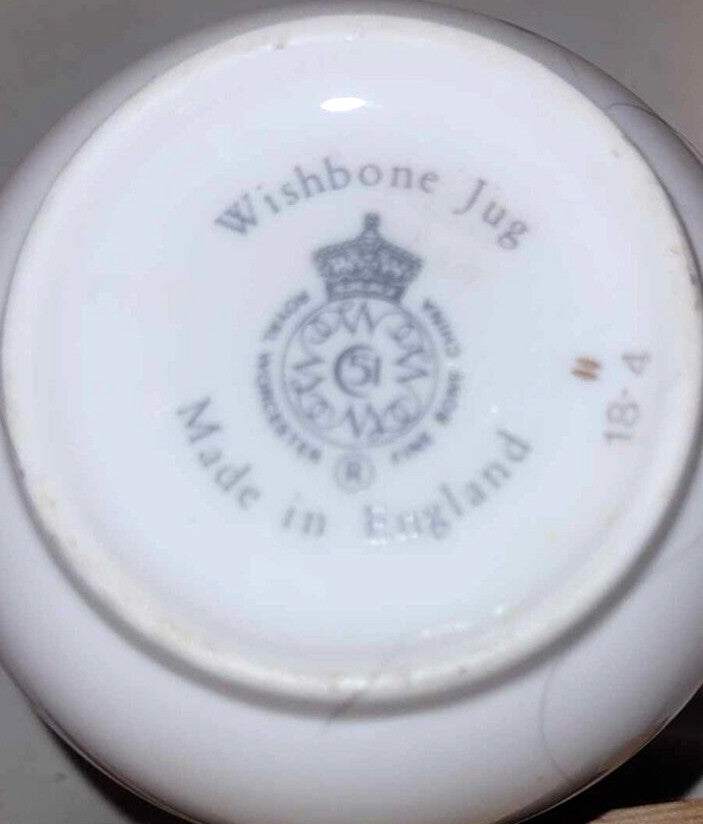 Wishbone Jug
ROYAL WORCESTER FINE BONE CHINA
W W W W
51
®
Made in England
18-4